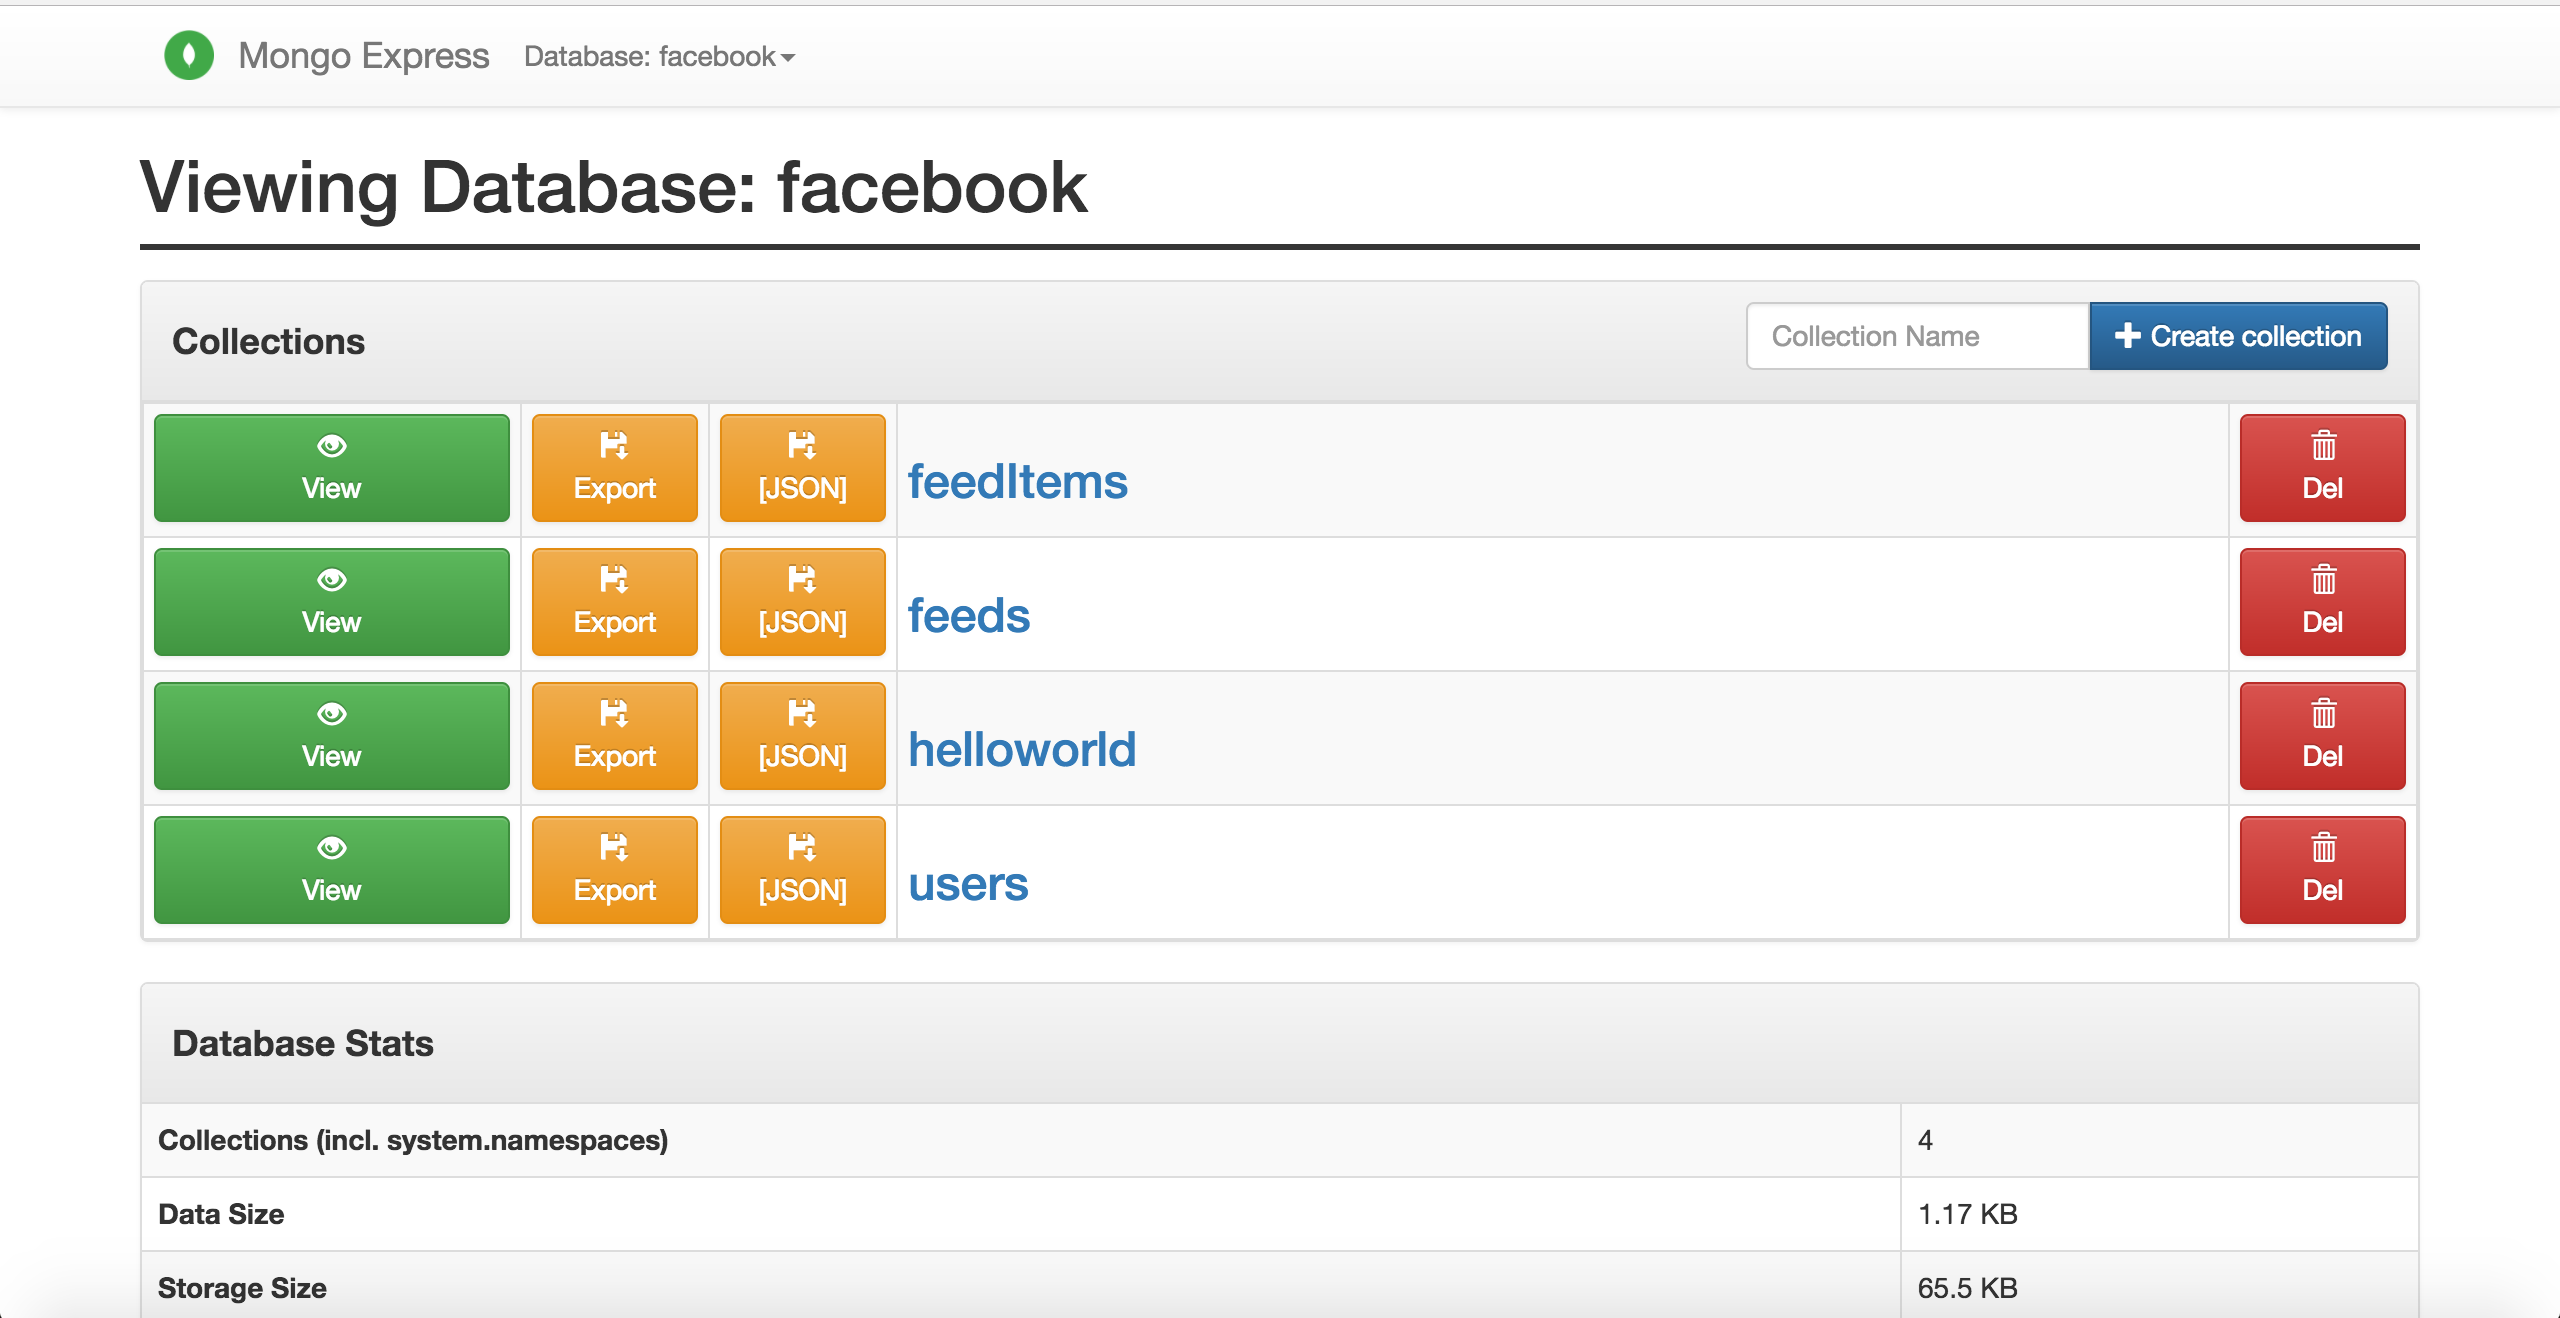 Mongo Express Database: facebook
Viewing Database: facebook
Collections Collection Name Create collection
View Export [JSON] feedItems Del
View Export [JSON] feeds Del
View Export [JSON] helloworld Del
View Export [JSON] users Del
Database Stats
Collections (incl. system.namespaces) 4
Data Size 1.17 KB
Storage Size 65.5 KB